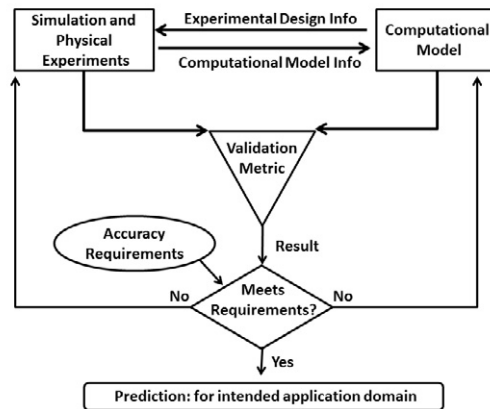 Simulation and
Physical
Experiments
Experimental Design Info
Computational Model Info
Computational
Model
Validation
Metric
Accuracy
Requirements
Result
No
Meets
Requirements?
No
Yes
Prediction: for intended application domain